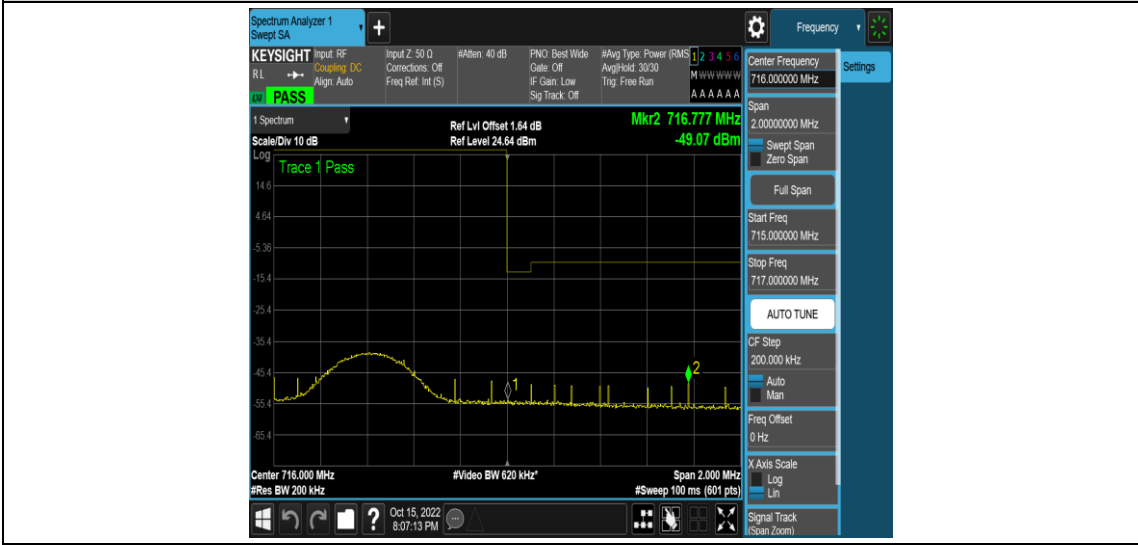 Spectrum Analyzer 1
Swept SA
+
Frequency
KEYSIGHT
RL
LM PASS
Input: RF
Coupling: DC
Align: Auto
Input Z: 50 Ω
Corrections: Off
Freq Ref: Int (S)
#Atten: 40 dB
PNO: Best Wide
Gate: Off
IF Gain: Low
Sig Track: Off
#Avg Type: Power (RMS
Avg|Hold: 30/30
Trig: Free Run
1 2 3 4 5 6
M W W W W W
A A A A A A
1 Spectrum
Scale/Div 10 dB
Ref Lvl Offset 1.64 dB
Ref Level 24.64 dBm
Mkr2 716.777 MHz
-49.07 dBm
Log
Trace 1 Pass
14.6
4.64
-5.36
-15.4
-25.4
-35.4
-45.4
-55.4
-65.4
1
2
Center 716.000 MHz
#Res BW 200 kHz
#Video BW 620 kHz*
Span 2.000 MHz
#Sweep 100 ms (601 pts)
?
Oct 15, 2022
8:07:13 PM
Center Frequency
716.000000 MHz
Settings
Span
2.00000000 MHz
Swept Span
Zero Span
Full Span
Start Freq
715.000000 MHz
Stop Freq
717.000000 MHz
AUTO TUNE
CF Step
200.000 kHz
Auto
Man
Freq Offset
0 Hz
X Axis Scale
Log
Lin
Signal Track
(Span Zoom)